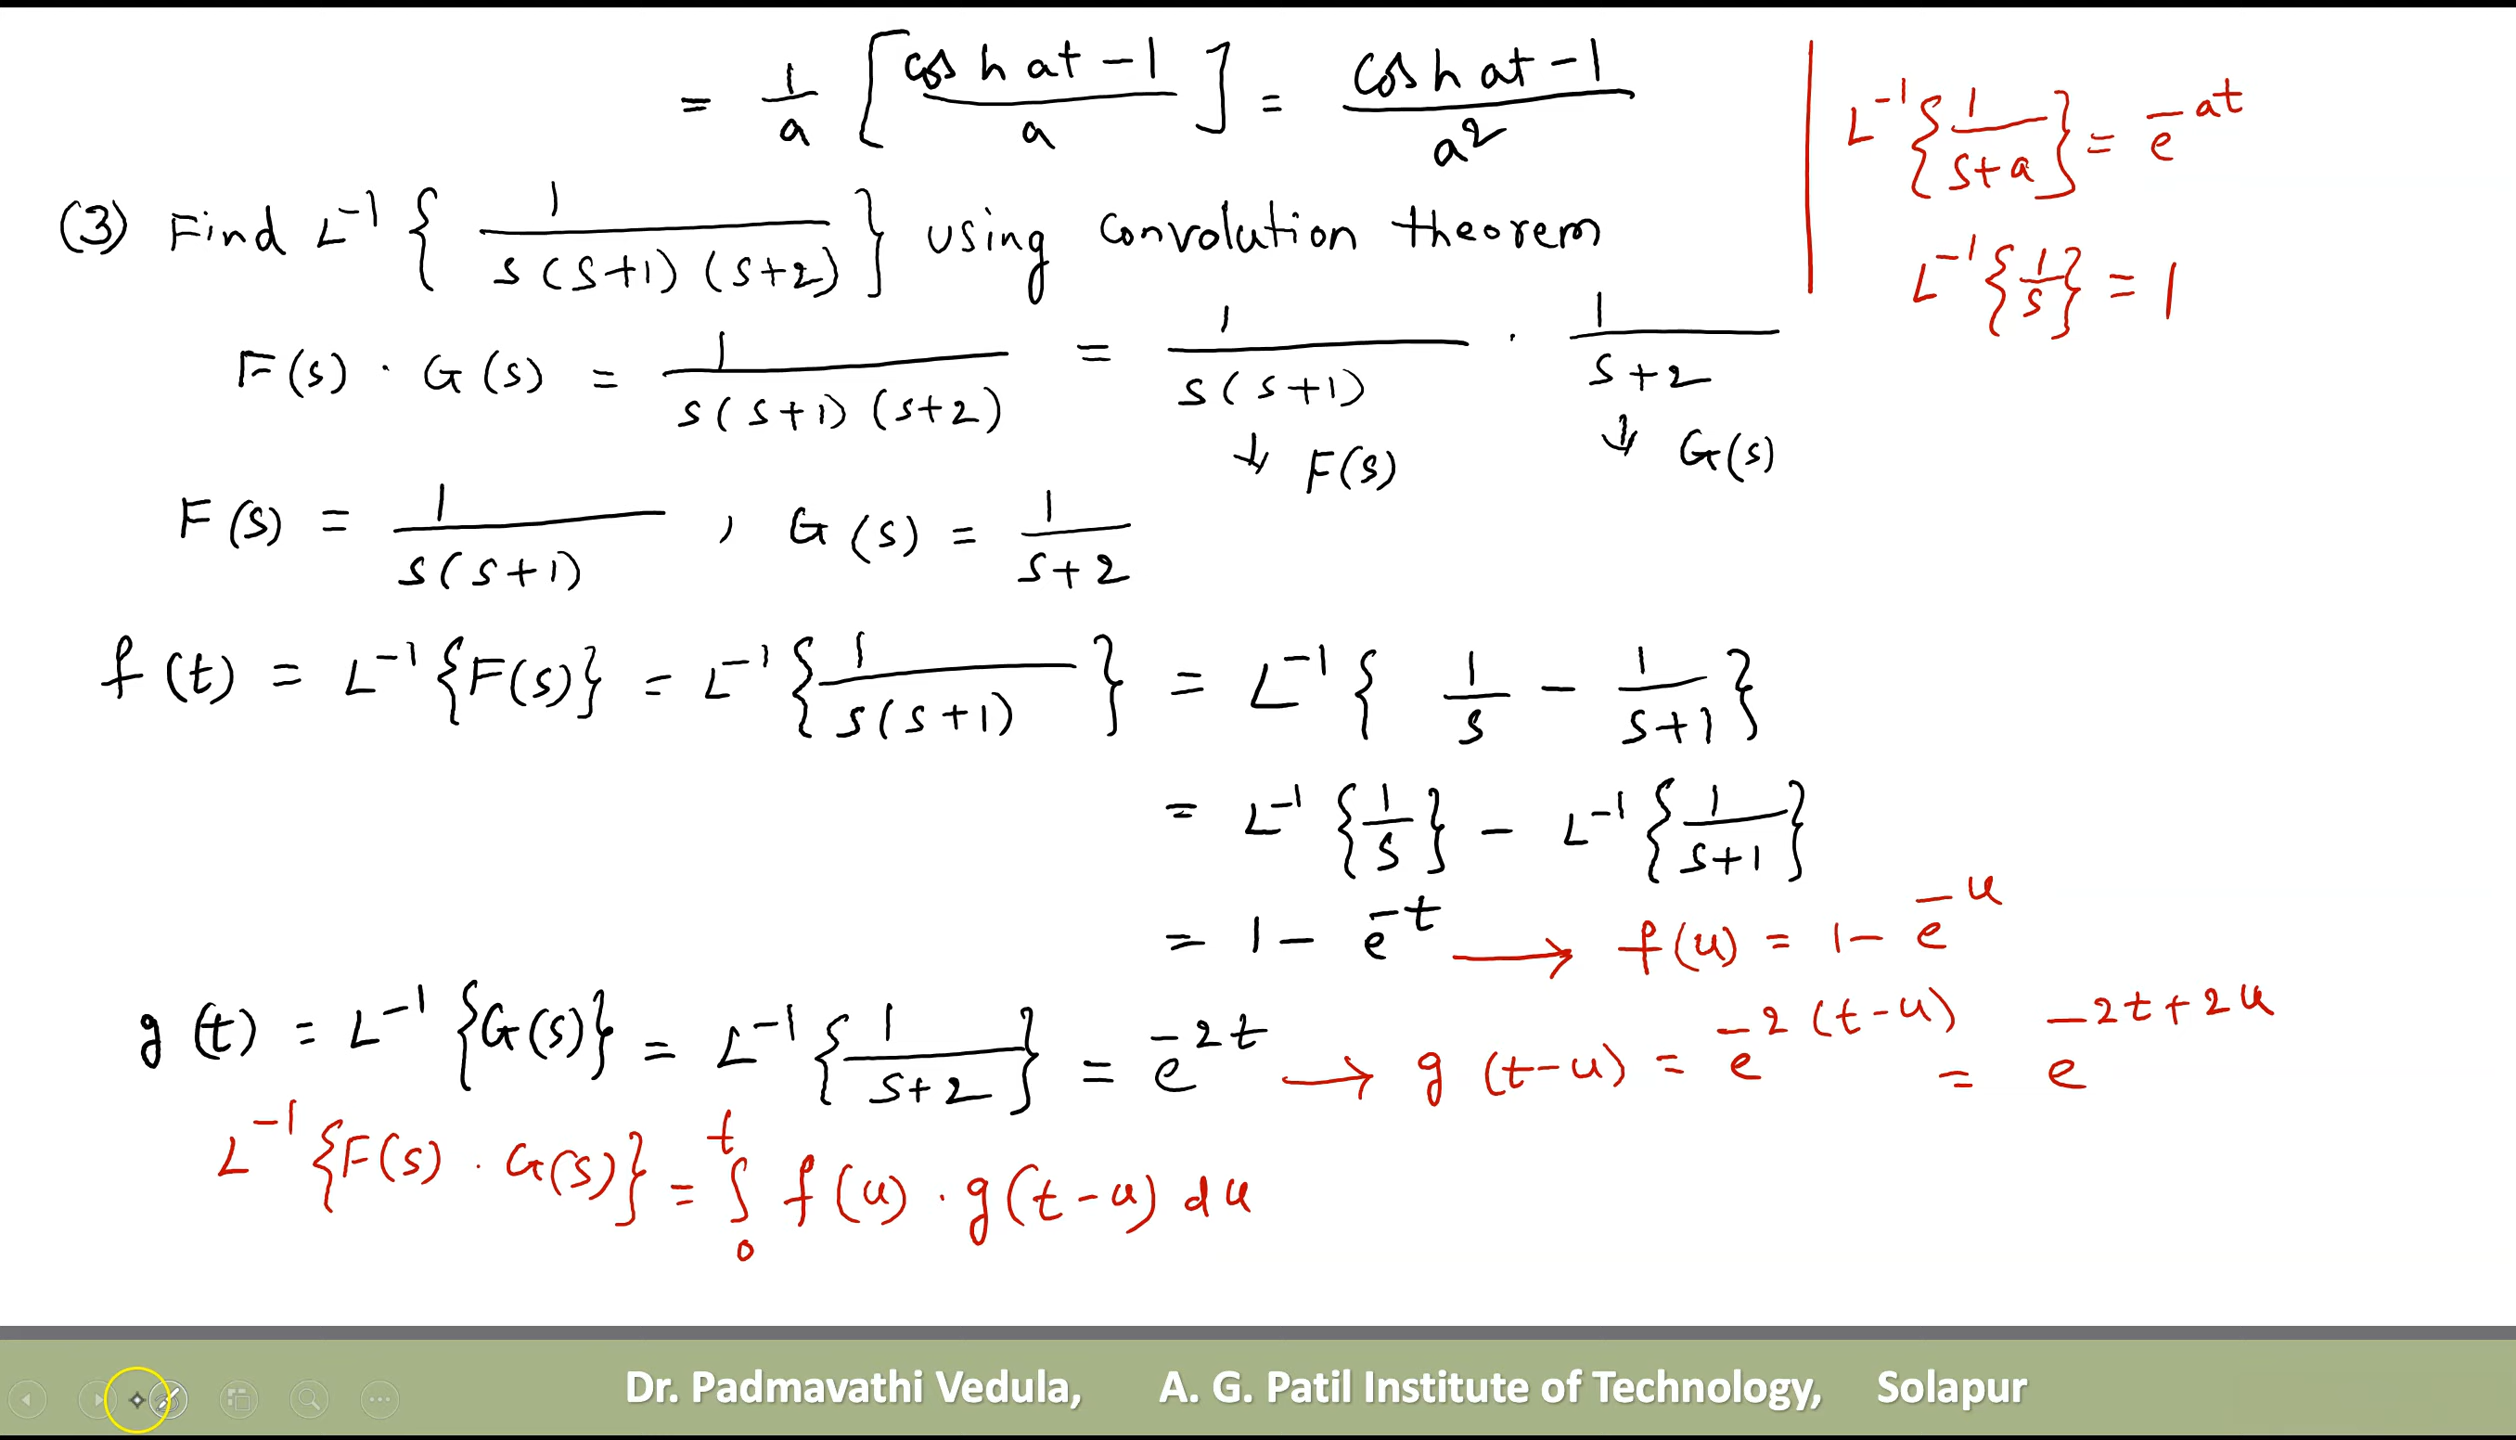 = 1/a [ (cos h at - 1)/a ] = (cos h at - 1)/a²
L⁻¹{1/(s+a)} = e^(-at)
(3) Find L⁻¹ { 1/(s(s+1)(s+2)) } using convolution theorem
L⁻¹{1/s} = 1
F(s) · G(s) = 1/(s(s+1)(s+2)) = 1/(s(s+1)) · 1/(s+2)
↓ F(s) ↓ G(s)
F(s) = 1/(s(s+1)) , G(s) = 1/(s+2)
f(t) = L⁻¹{F(s)} = L⁻¹{1/(s(s+1))} = L⁻¹{ 1/s - 1/(s+1) }
= L⁻¹{1/s} - L⁻¹{1/(s+1)}
= 1 - e^(-t) → f(u) = 1 - e^(-u)
g(t) = L⁻¹{G(s)} = L⁻¹{1/(s+2)} = e^(-2t) → g(t-u) = e^(-2(t-u)) = e^(-2t+2u)
L⁻¹{F(s) · G(s)} = ∫₀ᵗ f(u) · g(t-u) du
Dr. Padmavathi Vedula, A. G. Patil Institute of Technology, Solapur